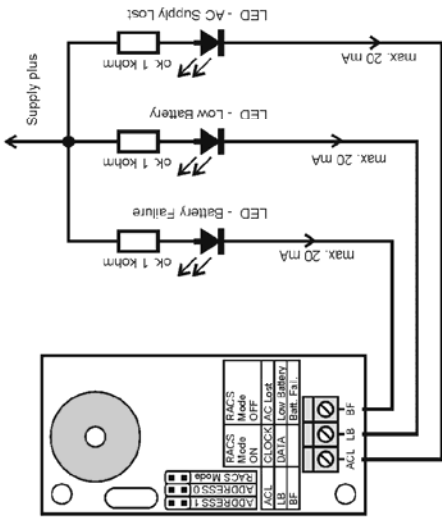 LED - AC Supply Lost
ok 1 kohm
max. 20 mA
Supply plus
LED - Low Battery
ok 1 kohm
max. 20 mA
LED - Battery Failure
ok 1 kohm
max. 20 mA
RACS Mode ON
RACS Mode OFF
ACL CLOCK AC Lost
LB DATA Low Battery
BF Batt. Fail.
RACS Mode
ADDRESS 0
ADDRESS 1
BF
LB
ACL